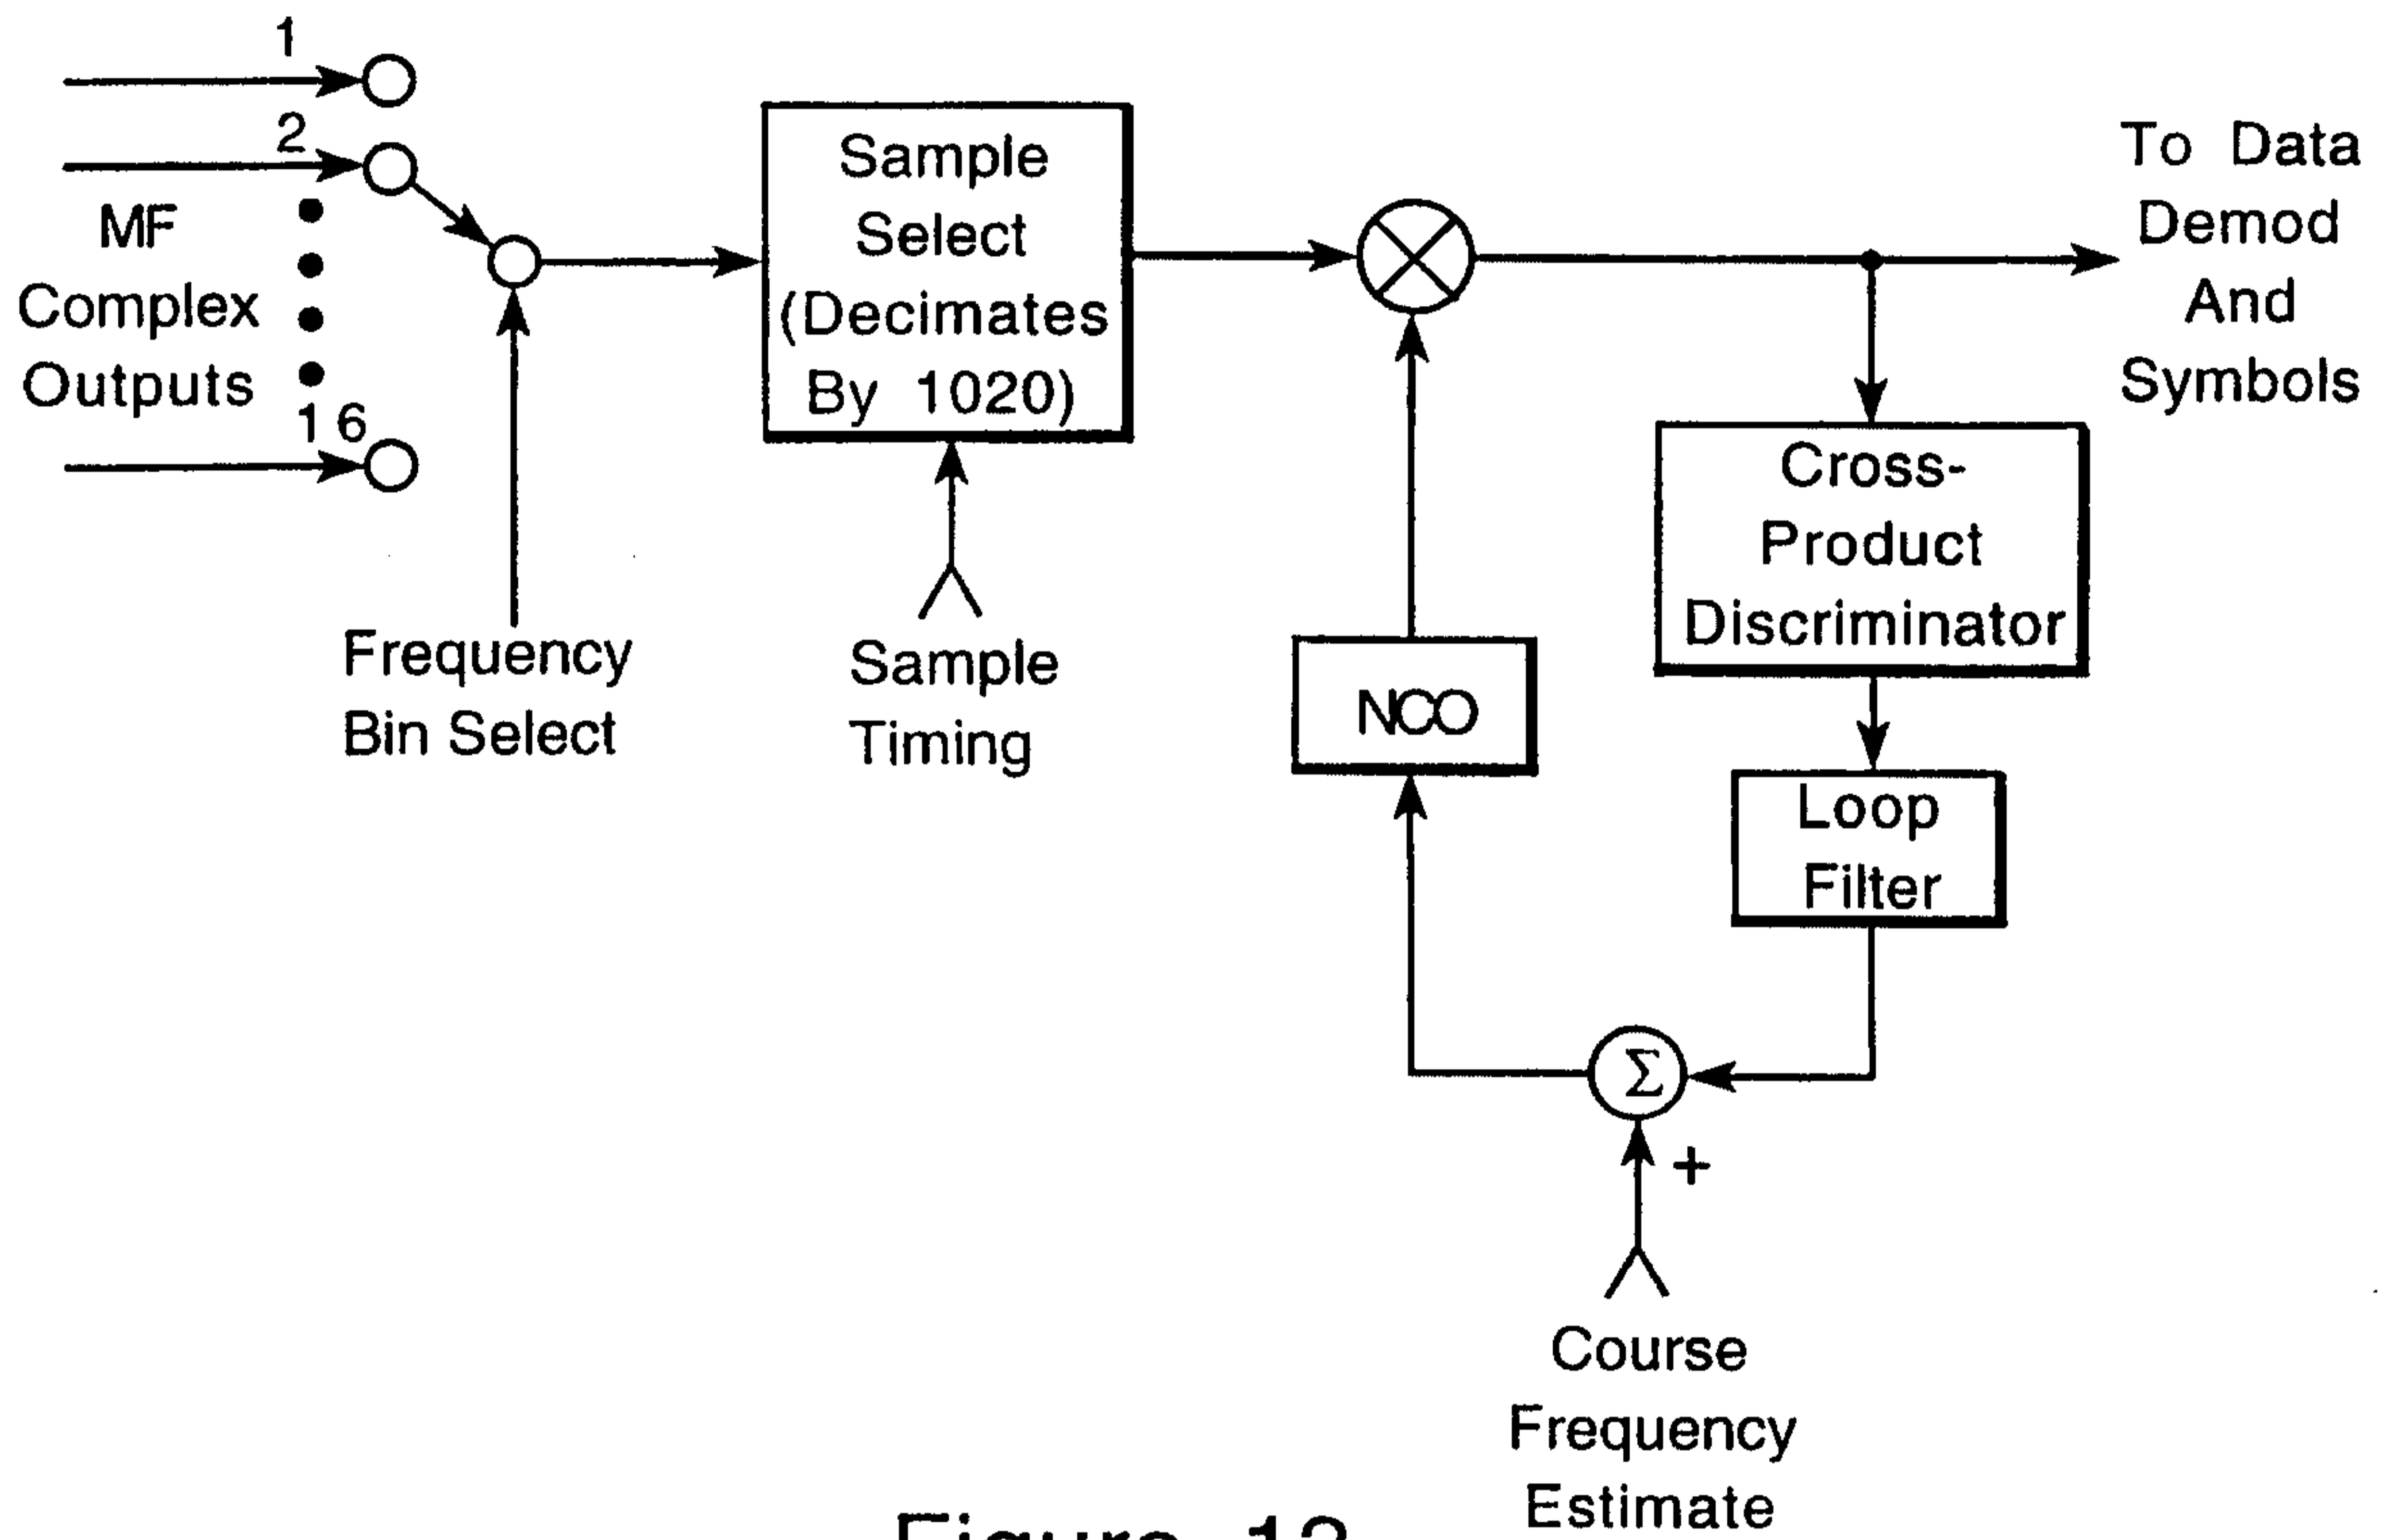 1
2
MF
Complex
Outputs
16
Frequency
Bin Select
Sample
Select
(Decimates
By 1020)
Sample
Timing
NCO
To Data
Demod
And
Symbols
Cross-
Product
Discriminator
Loop
Filter
Σ
+
Course
Frequency
Estimate
Figure